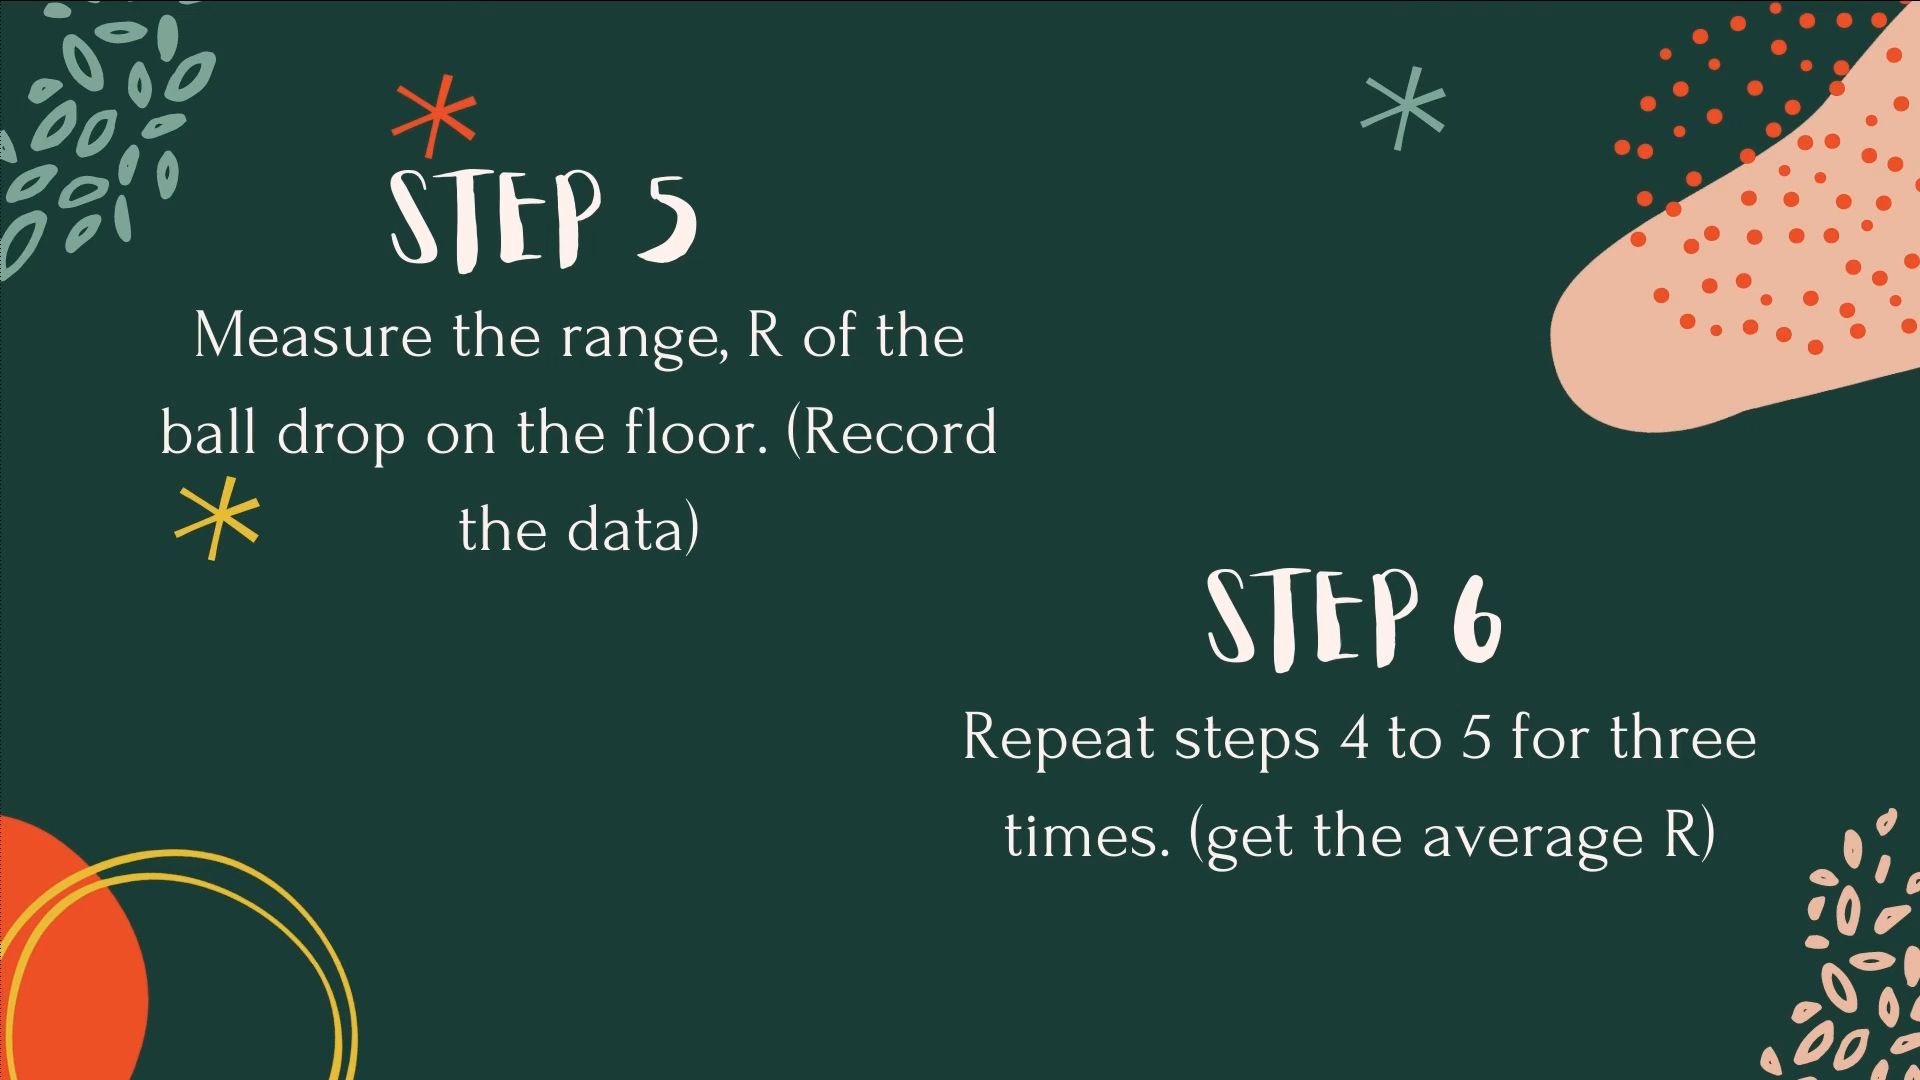 STEP 5
Measure the range, R of the
ball drop on the floor. (Record
the data)
STEP 6
Repeat steps 4 to 5 for three
times. (get the average R)